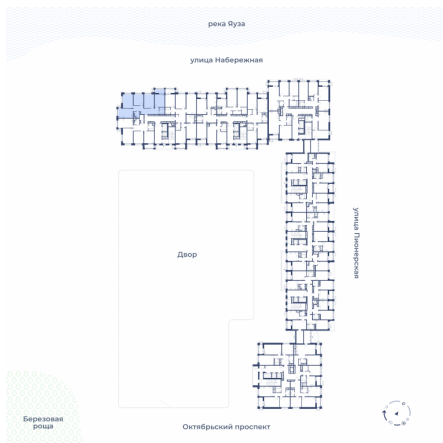 река Яуза
улица Набережная
улица Пионерская
Двор
Березовая
роща
Октябрьский проспект